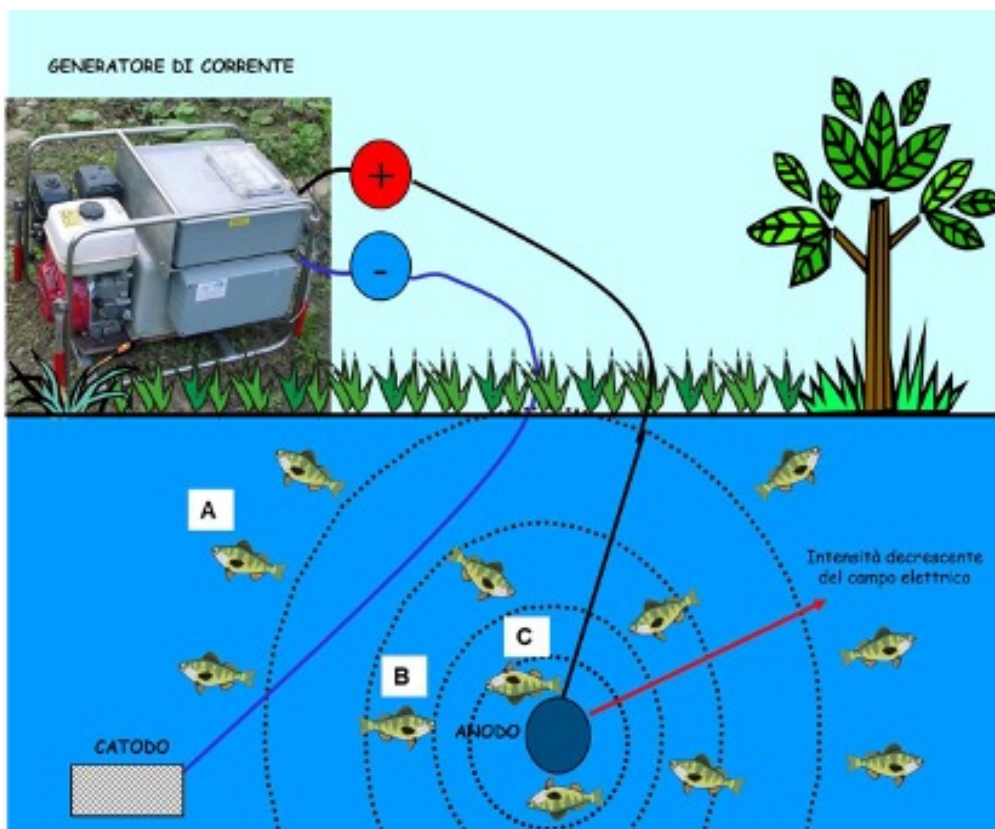 GENERATORE DI CORRENTE
+
-
A
Intensità decrescente
del campo elettrico
C
B
ANODO
CATODO